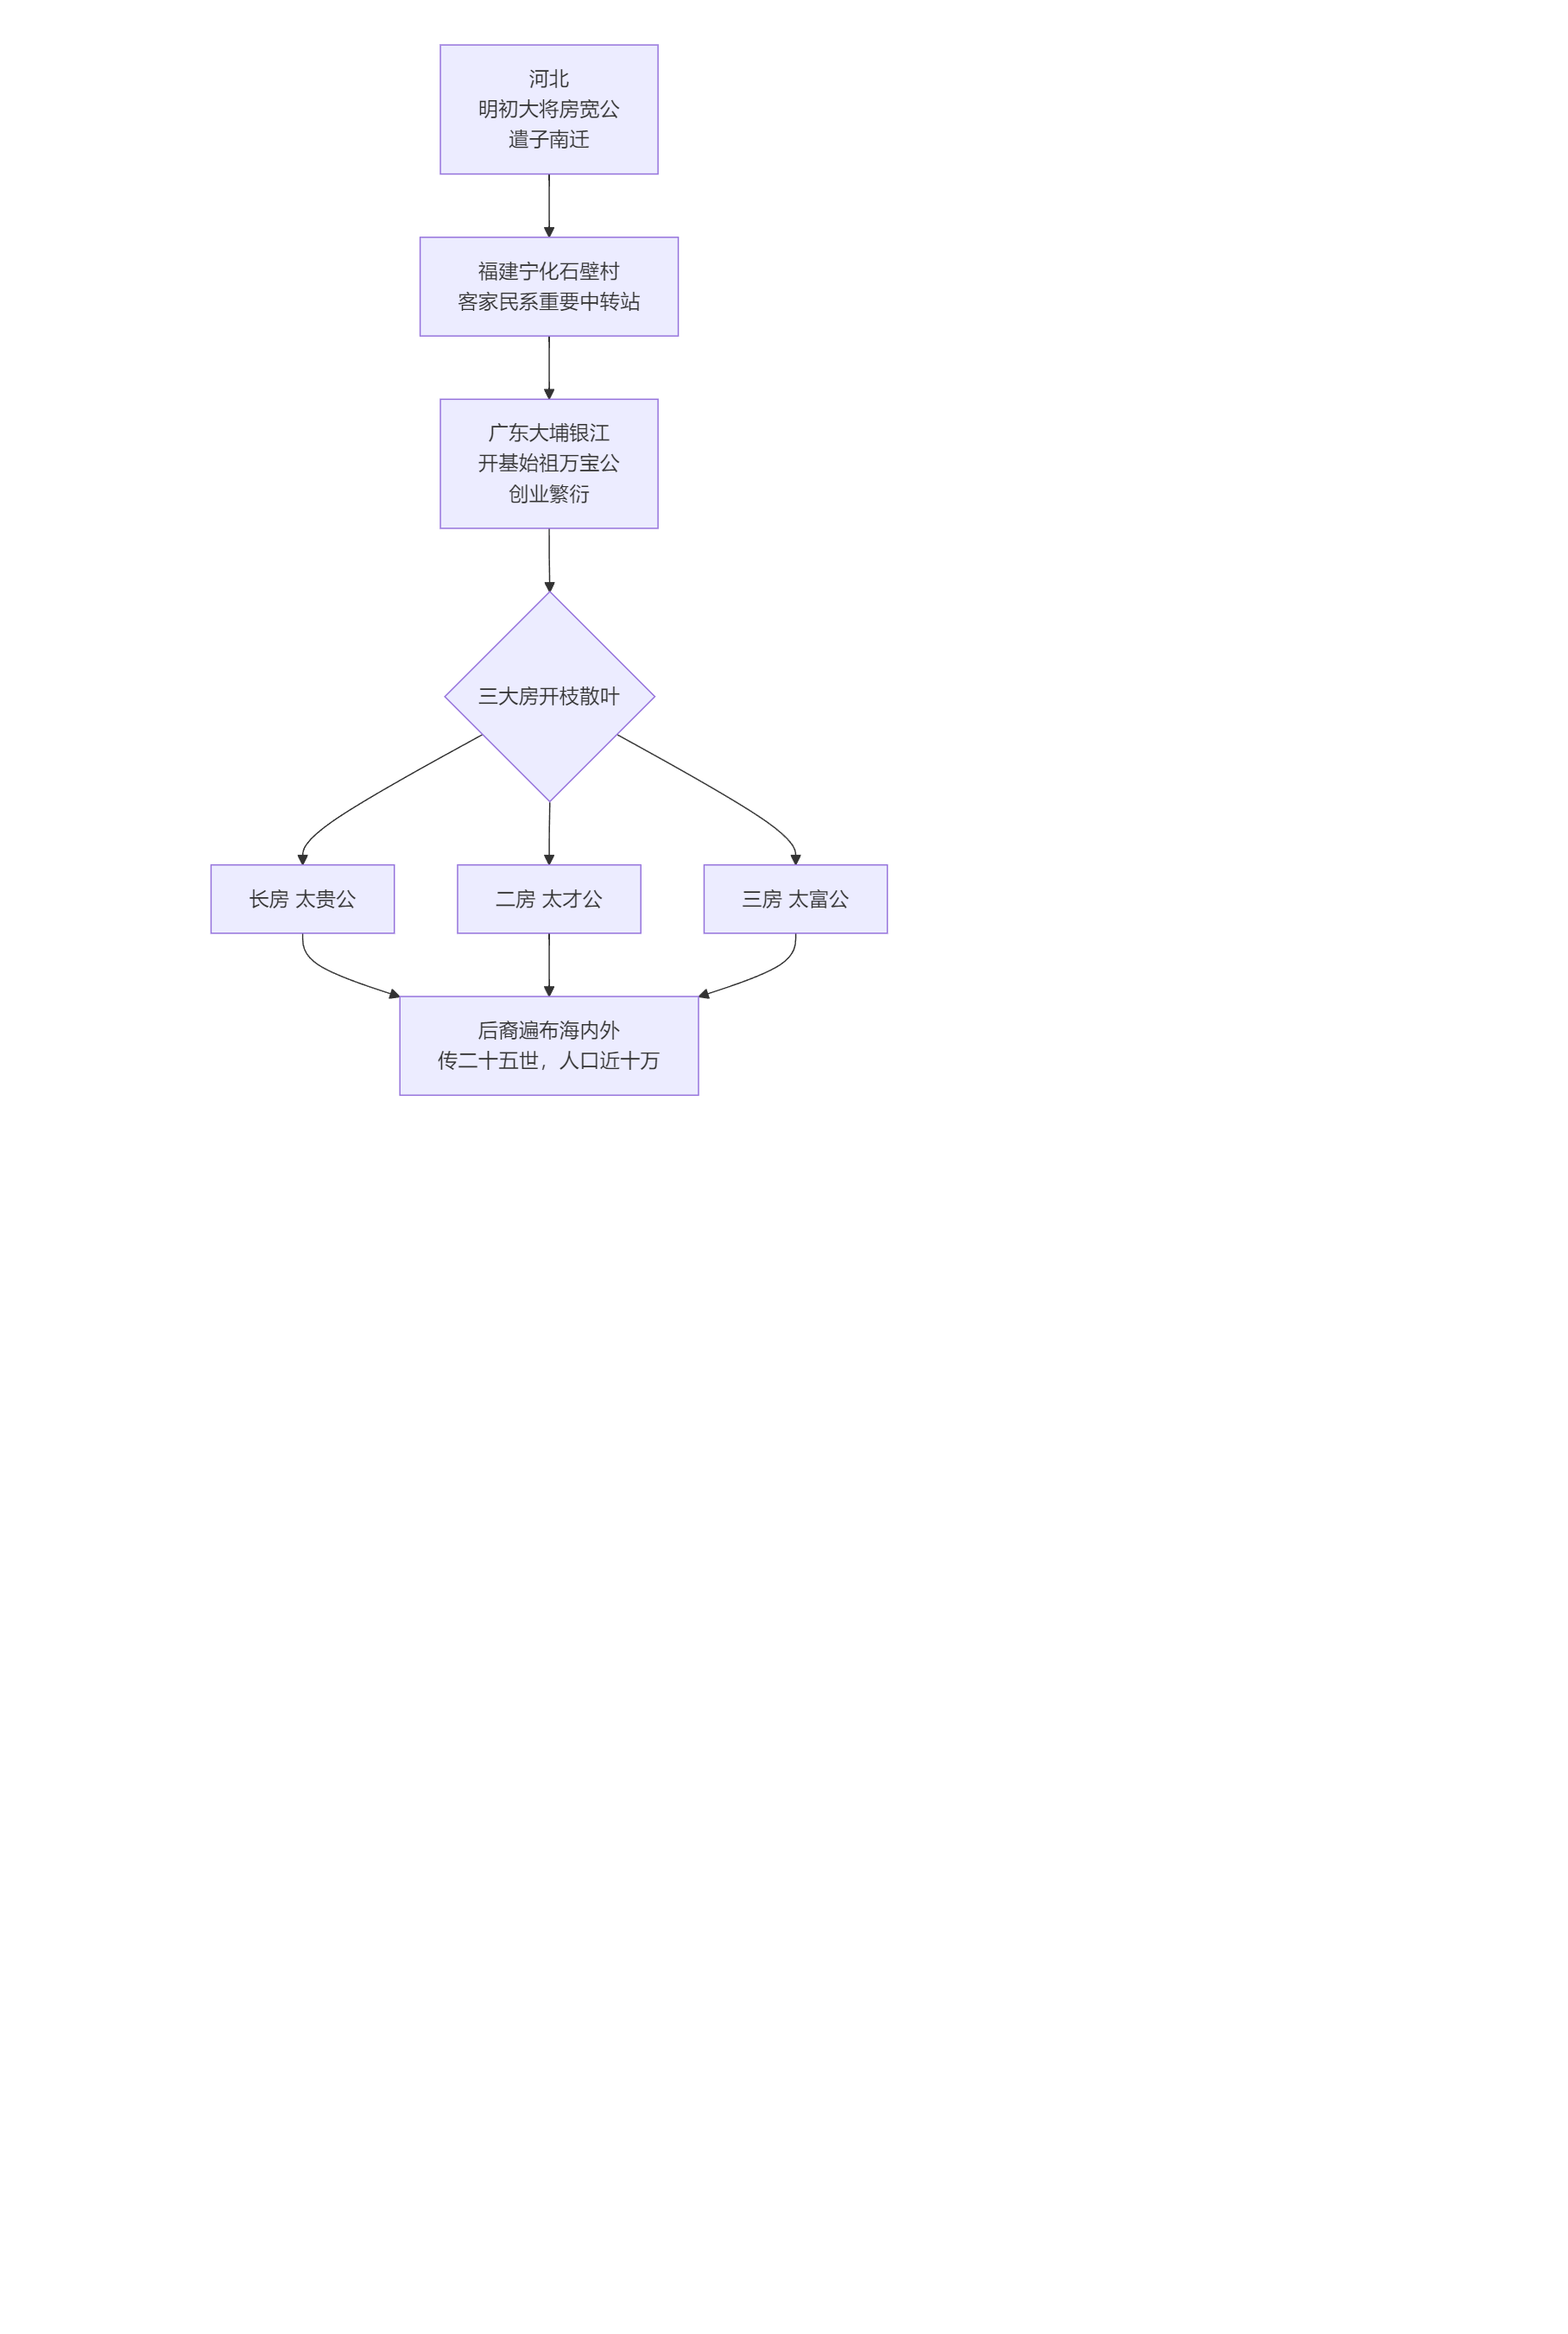 河北
明初大将房宽公
遣子南迁
福建宁化石壁村
客家民系重要中转站
广东大埔银江
开基始祖万宝公
创业繁衍
三大房开枝散叶
长房 太贵公
二房 太才公
三房 太富公
后裔遍布海内外
传二十五世，人口近十万